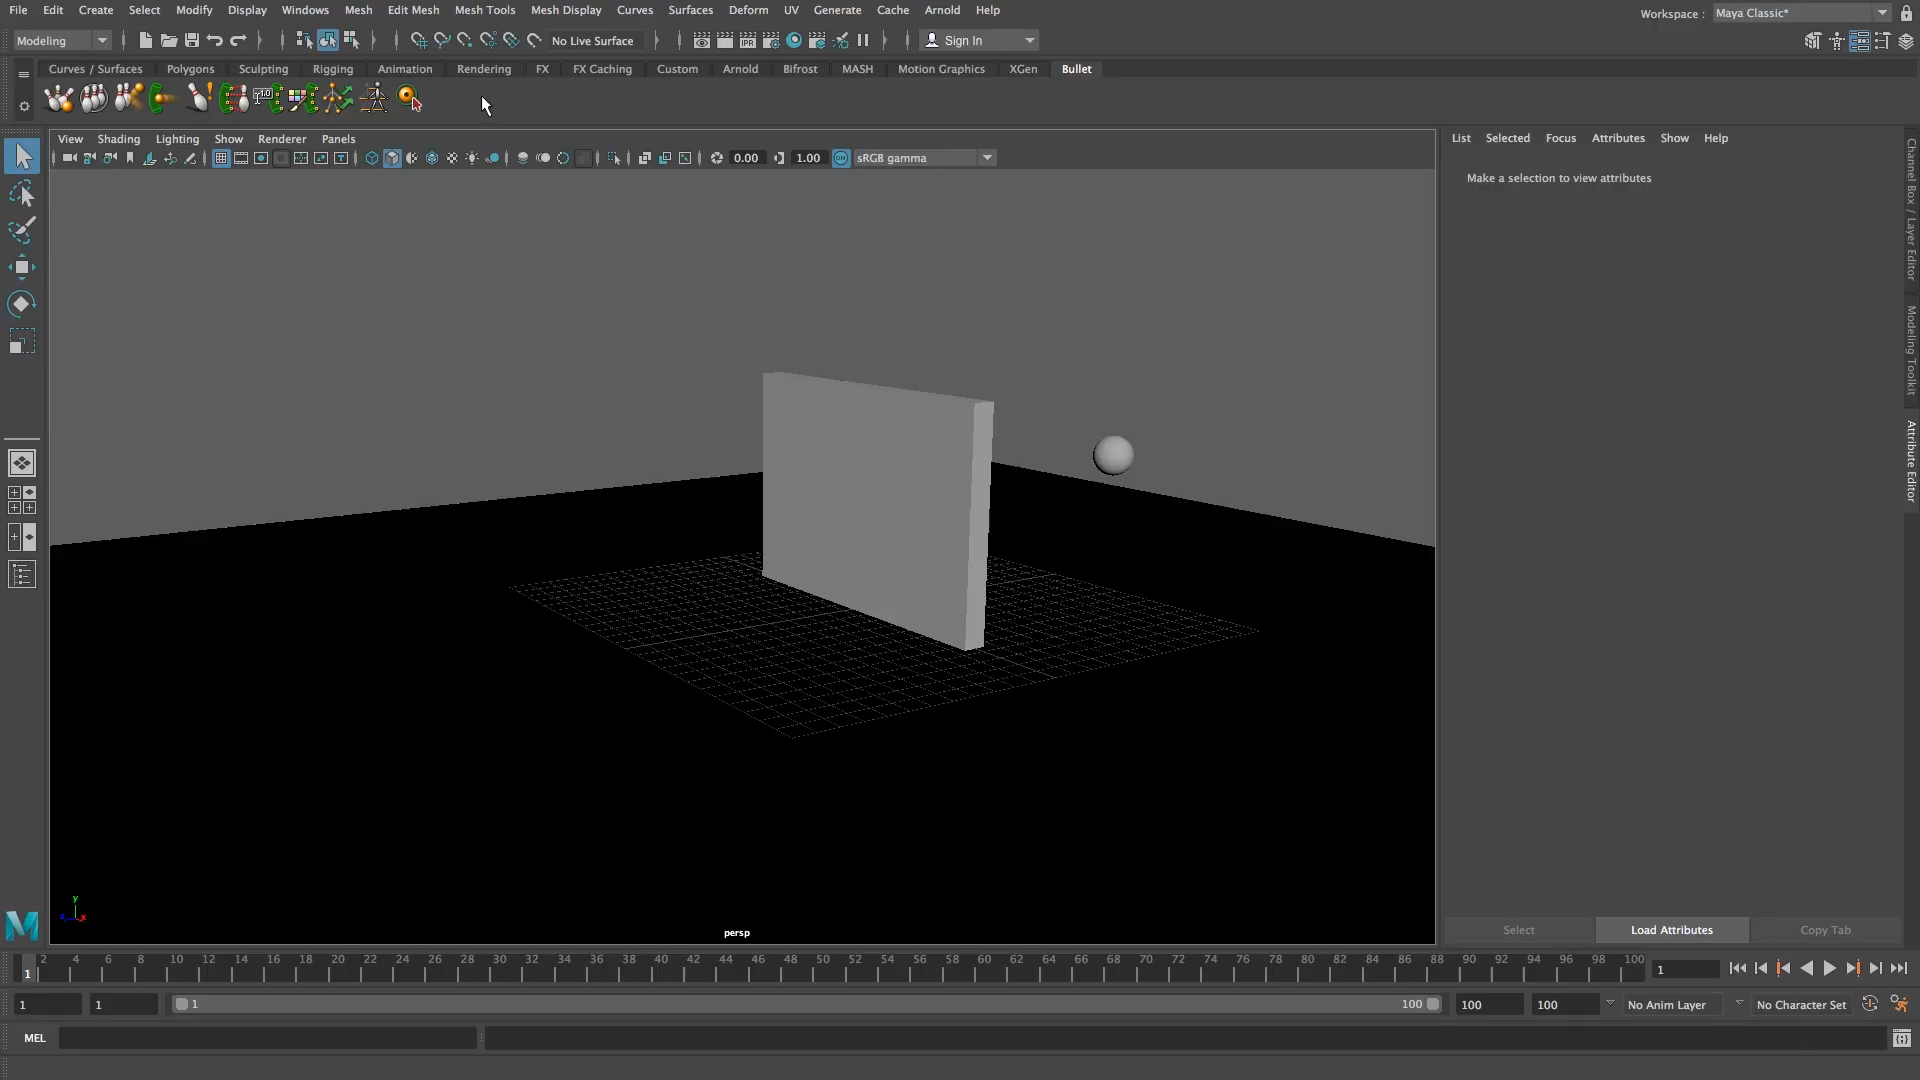 File Edit Create Select Modify Display Windows Mesh Edit Mesh Mesh Tools Mesh Display Curves Surfaces Deform UV Generate Cache Arnold Help
Workspace : Maya Classic*
Modeling No Live Surface IPR Sign In
Curves / Surfaces Polygons Sculpting Rigging Animation Rendering FX FX Caching Custom Arnold Bifrost MASH Motion Graphics XGen Bullet
View Shading Lighting Show Renderer Panels
0.00 1.00 ON sRGB gamma
List Selected Focus Attributes Show Help
Make a selection to view attributes
Channel Box / Layer Editor
Modeling Toolkit
Attribute Editor
y
z x
persp
Select Load Attributes Copy Tab
2 4 6 8 10 12 14 16 18 20 22 24 26 28 30 32 34 36 38 40 42 44 46 48 50 52 54 56 58 60 62 64 66 68 70 72 74 76 78 80 82 84 86 88 90 92 94 96 98 100
1 1
1 1 1 100 100 100 No Anim Layer No Character Set
MEL